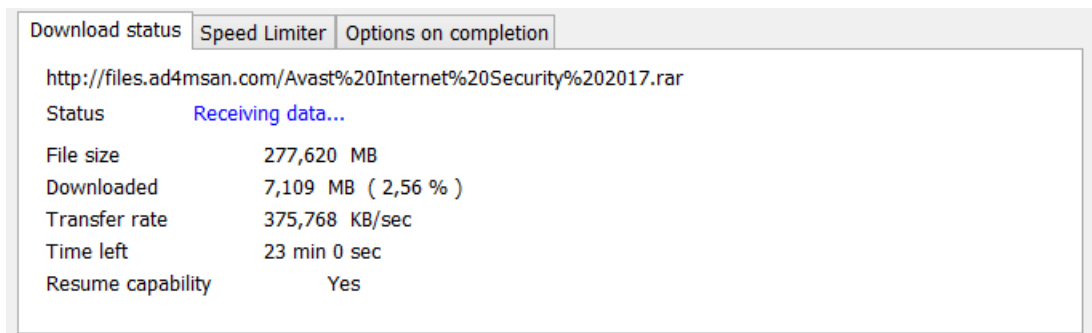 Download status Speed Limiter Options on completion
http://files.ad4msan.com/Avast%20Internet%20Security%202017.rar
Status Receiving data...
File size 277,620 MB
Downloaded 7,109 MB ( 2,56 % )
Transfer rate 375,768 KB/sec
Time left 23 min 0 sec
Resume capability Yes